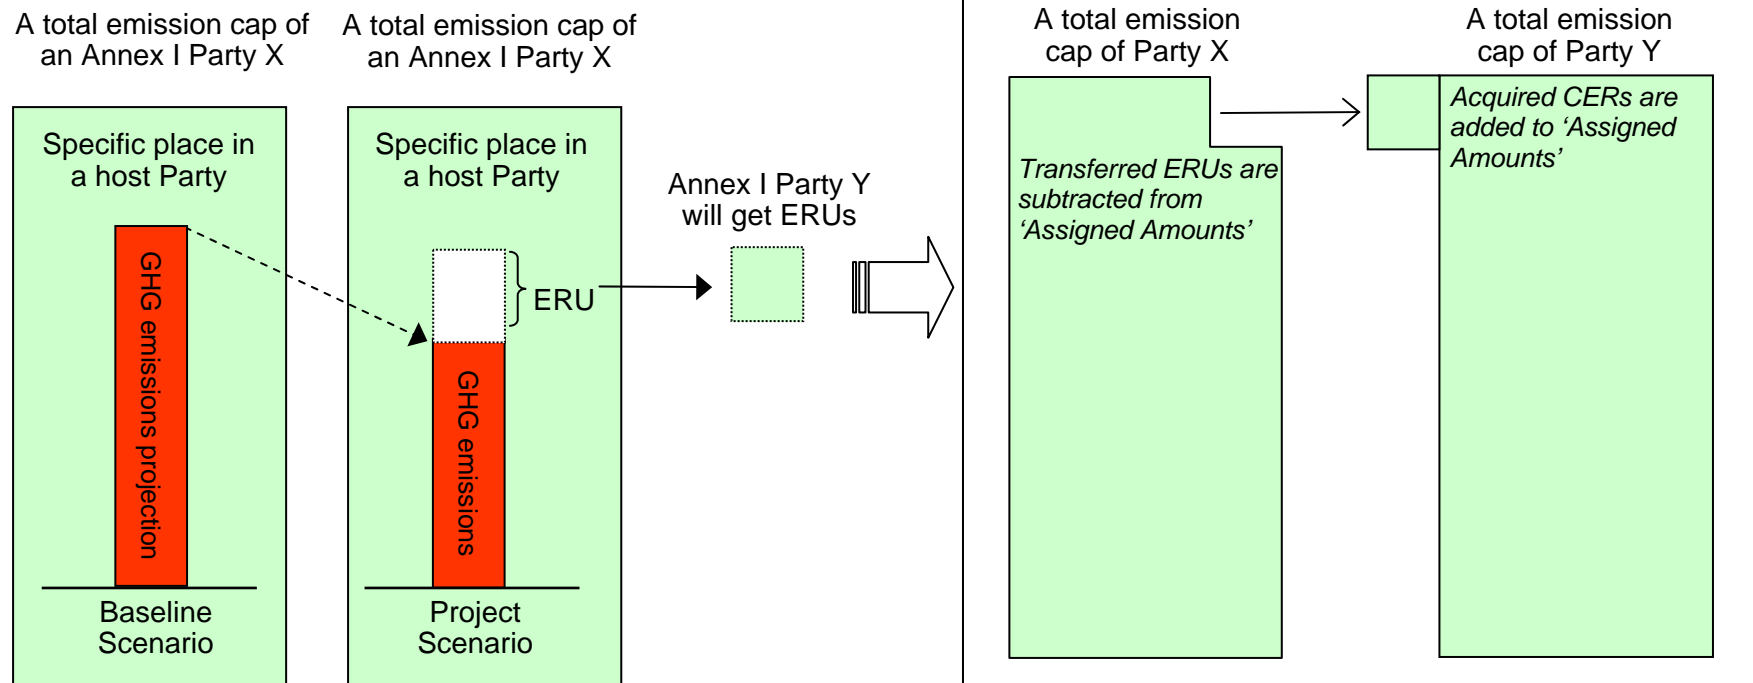 A total emission cap of
an Annex I Party X
A total emission cap of
an Annex I Party X
Specific place in
a host Party
GHG emissions projection
Baseline
Scenario
Specific place in
a host Party
ERU
GHG emissions
Project
Scenario
Annex I Party Y
will get ERUs
A total emission
cap of Party X
Transferred ERUs are
subtracted from
‘Assigned Amounts’
A total emission
cap of Party Y
Acquired CERs are
added to ‘Assigned
Amounts’